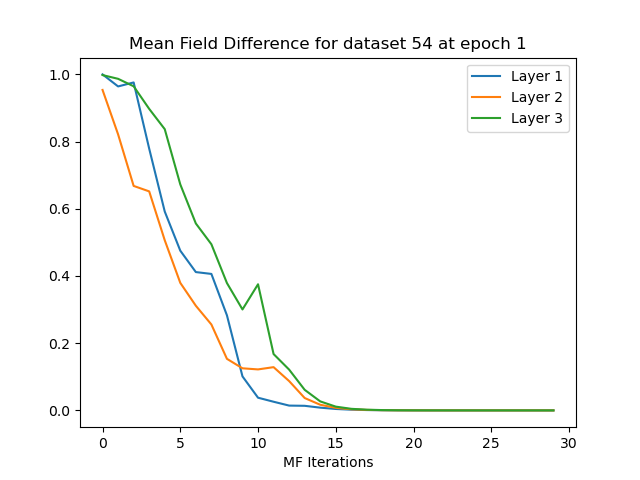 Mean Field Difference for dataset 54 at epoch 1
1.0
0.8
0.6
0.4
0.2
0.0
Layer 1
Layer 2
Layer 3
0 5 10 15 20 25 30
MF Iterations